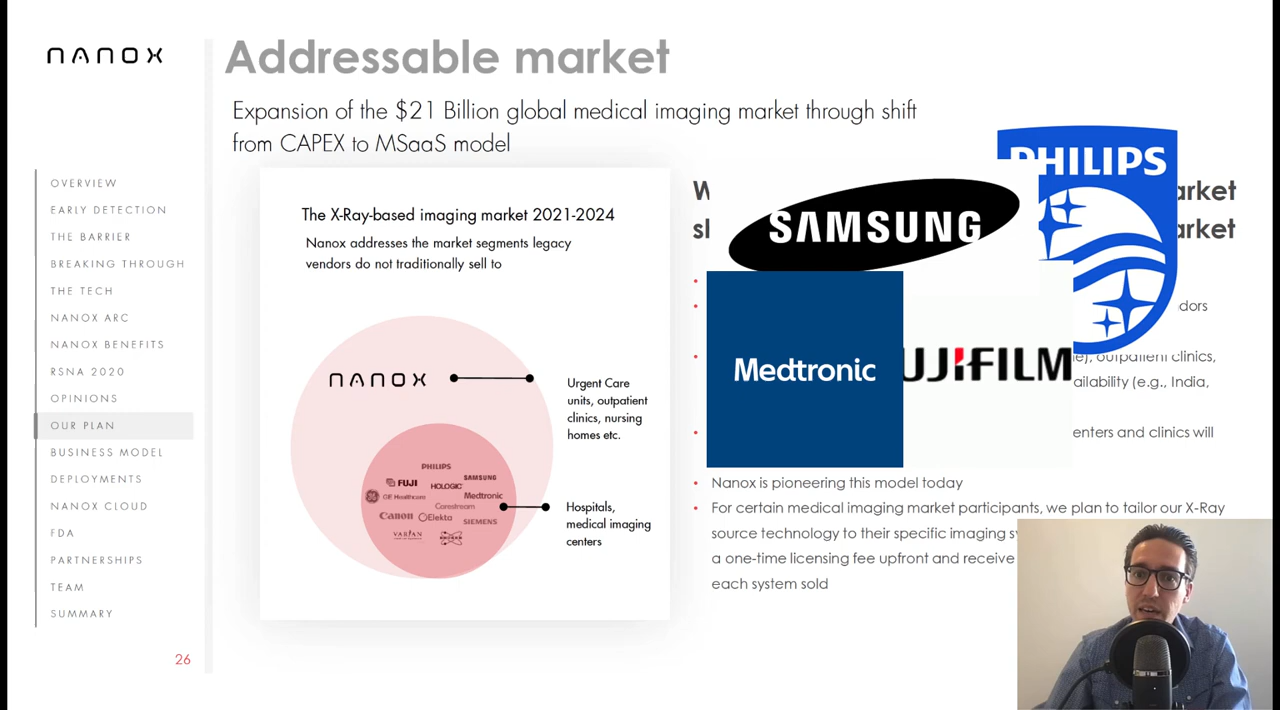 NANOX
Addressable market
Expansion of the $21 Billion global medical imaging market through shift
from CAPEX to MSaaS model
OVERVIEW
EARLY DETECTION
THE BARRIER
BREAKING THROUGH
THE TECH
NANOX ARC
NANOX BENEFITS
RSNA 2020
OPINIONS
OUR PLAN
BUSINESS MODEL
DEPLOYMENTS
NANOX CLOUD
FDA
PARTNERSHIPS
TEAM
SUMMARY
26
The X-Ray-based imaging market 2021-2024
Nanox addresses the market segments legacy
vendors do not traditionally sell to
NANOX
Urgent Care
units, outpatient
clinics, nursing
homes etc.
PHILIPS
FUJI
HOLOGIC
SAMSUNG
GE Healthcare
Medtronic
Carestream
Canon
Elekta
SIEMENS
VARIAN
Hospitals,
medical imaging
centers
PHILIPS
SAMSUNG
Medtronic
UJIFILM
arket
arket
dors
outpatient clinics,
ailability (e.g., India,
enters and clinics will
Nanox is pioneering this model today
For certain medical imaging market participants, we plan to tailor our X-Ray
source technology to their specific imaging
a one-time licensing fee upfront and receive
each system sold